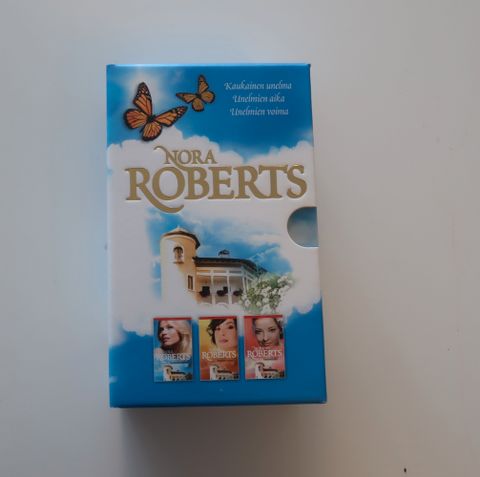 Kaukainen unelma
Unelmien aika
Unelmien voima
NORA
ROBERTS
ROBERTS
ROBERTS
ROBERTS